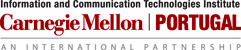 Information and Communication Technologies Institute
Carnegie Mellon | PORTUGAL
AN INTERNATIONAL PARTNERSHIP